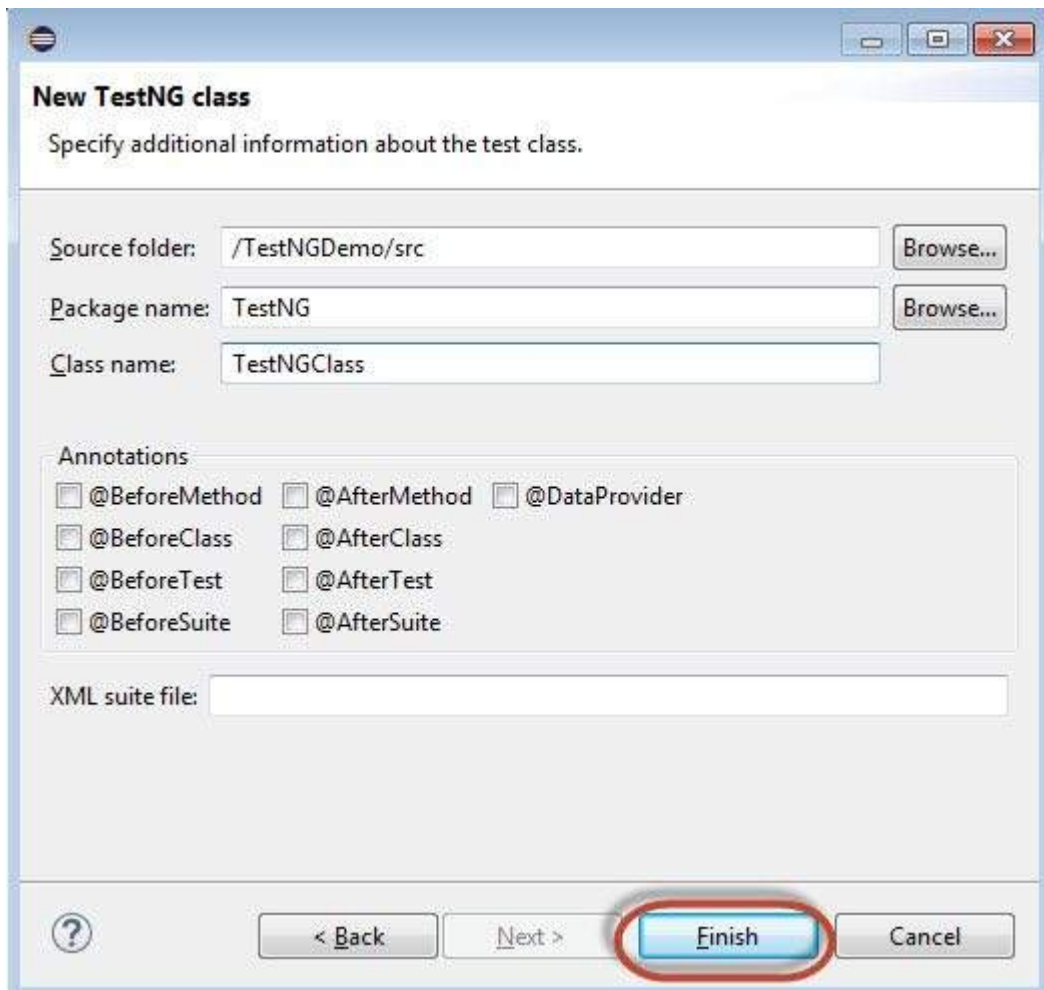 New TestNG class
Specify additional information about the test class.
Source folder: /TestNGDemo/src Browse...
Package name: TestNG Browse...
Class name: TestNGClass
Annotations
@BeforeMethod @AfterMethod @DataProvider
@BeforeClass @AfterClass
@BeforeTest @AfterTest
@BeforeSuite @AfterSuite
XML suite file:
? < Back Next > Finish Cancel